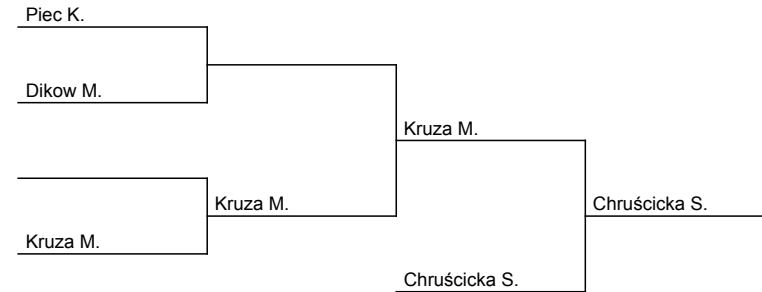 Piec K.
Dikow M.
Kruza M.
Kruza M.
Chruścicka S.
Kruza M.
Chruścicka S.